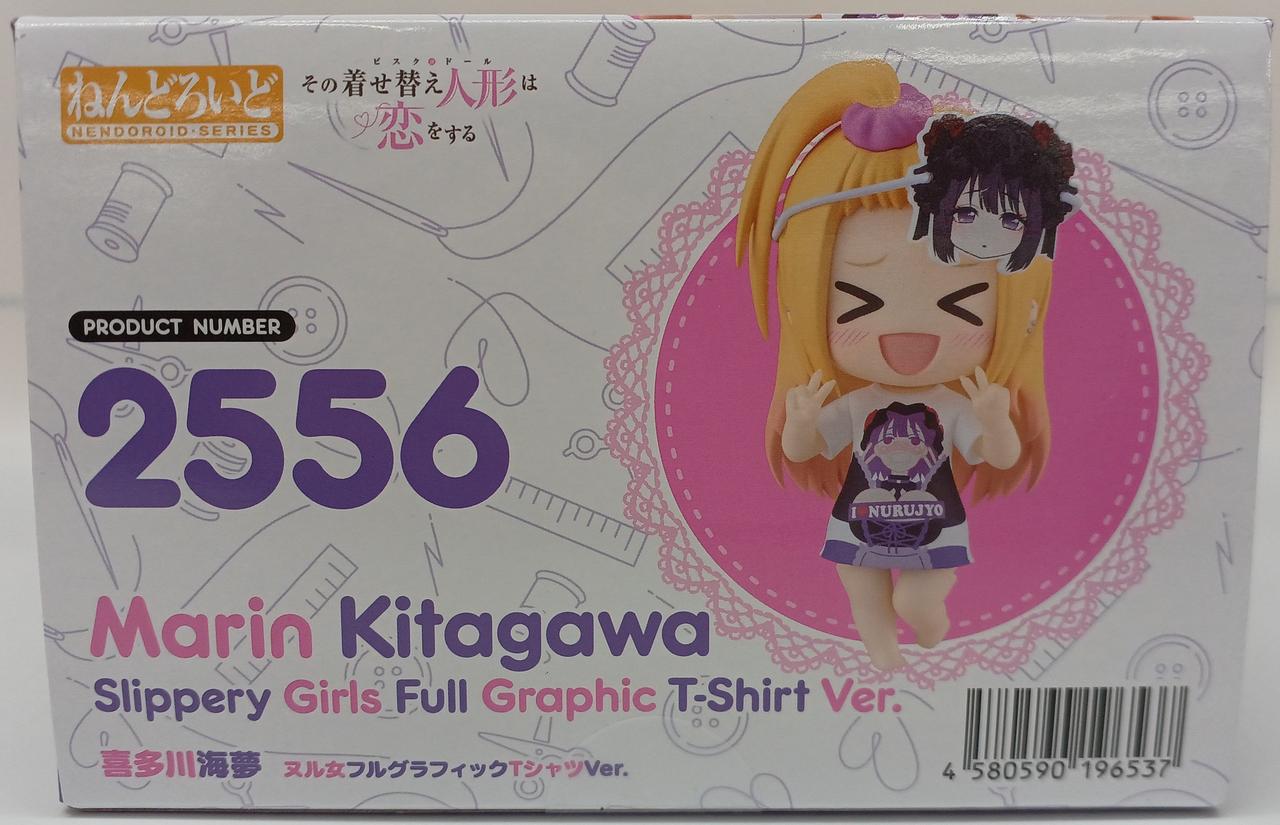 ねんどろいど
NENDOROID・SERIES
ビスク・ドール
その着せ替え人形は
恋をする
PRODUCT NUMBER
2556
I NURUJYO
Marin Kitagawa
Slippery Girls Full Graphic T-Shirt Ver.
喜多川海夢 ヌル女フルグラフィックTシャツVer.
4 580590 196537